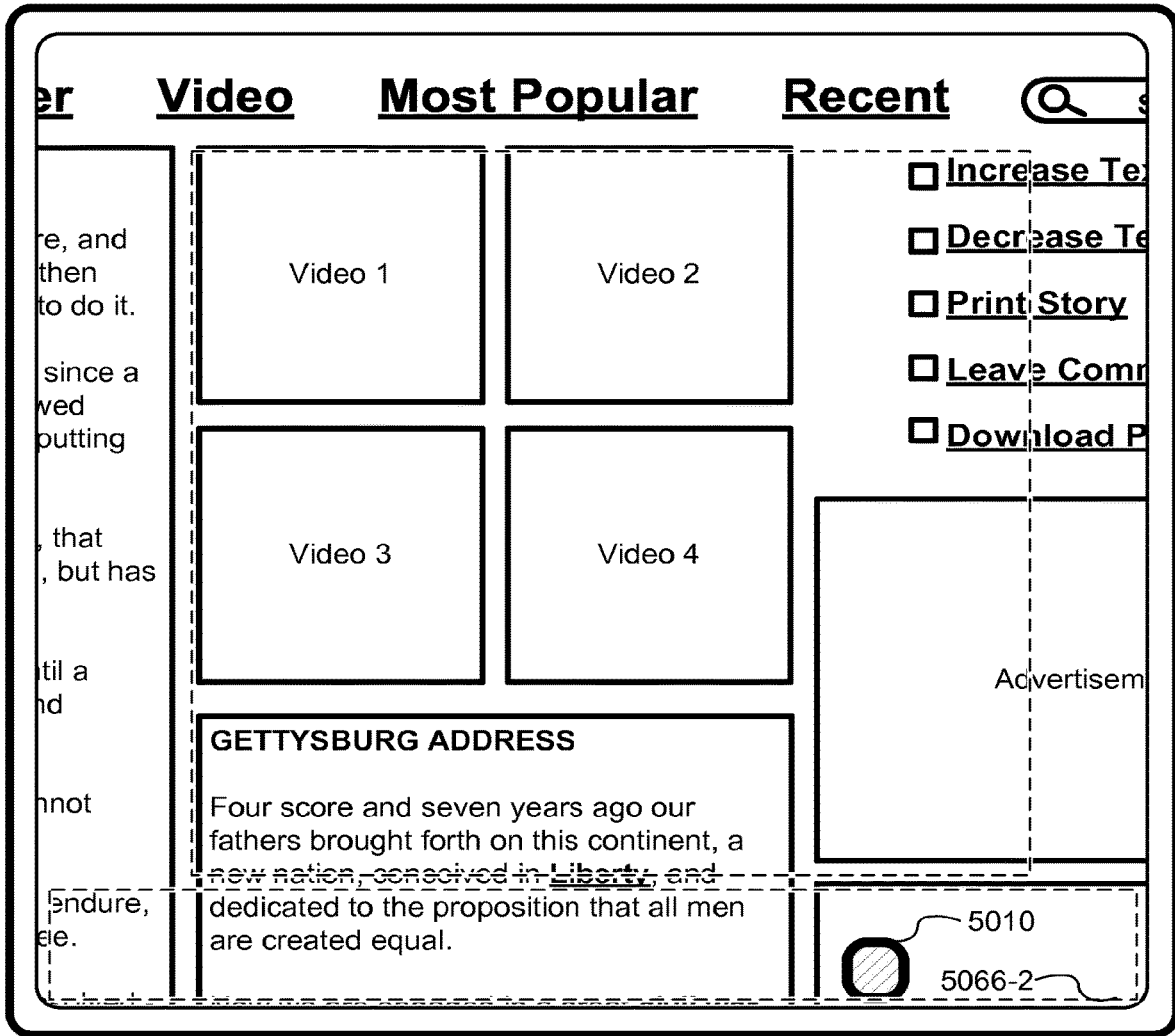 er Video Most Popular Recent s
re, and
then
to do it.
since a
wed
putting
, that
, but has
til a
nd
nnot
endure,
Video 1
Video 2
Video 3
Video 4
GETTYSBURG ADDRESS
Four score and seven years ago our
fathers brought forth on this continent, a
new nation, conceived in Liberty, and
dedicated to the proposition that all men
are created equal.
Increase Tex
Decrease Te
Print Story
Leave Comm
Download P
Advertisem
5010
5066-2